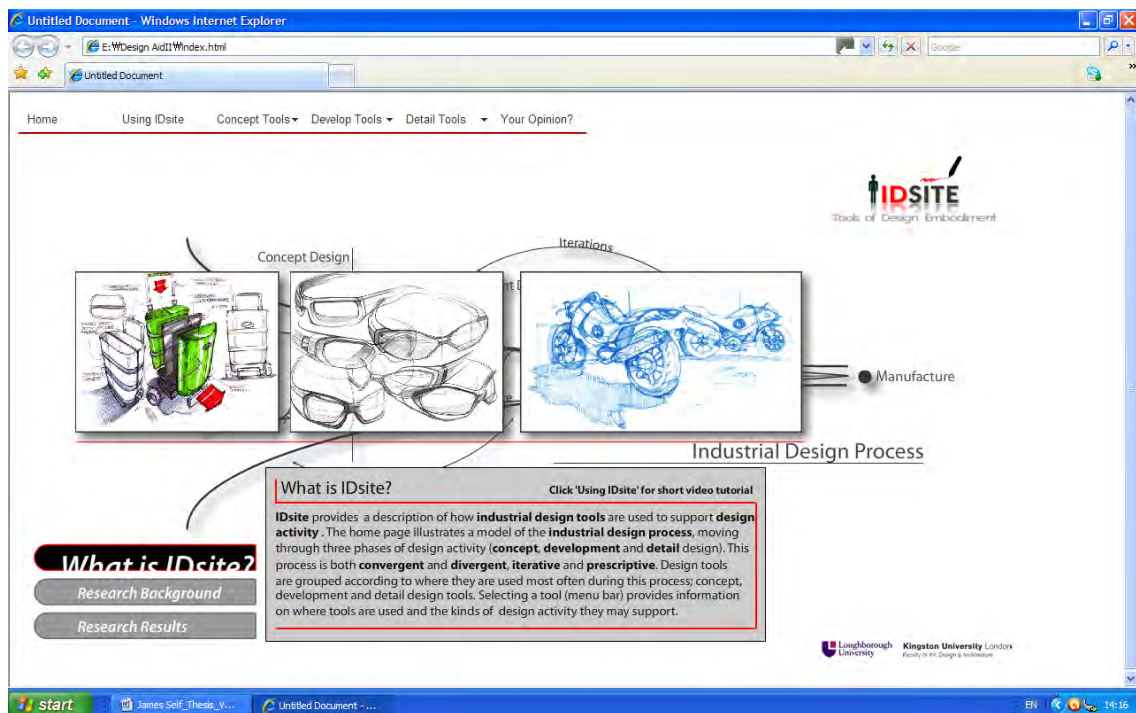 Untitled Document - Windows Internet Explorer
E:₩Design AidII₩index.html
Google
Untitled Document
Home Using IDsite Concept Tools Develop Tools Detail Tools Your Opinion?
IDSITE
Tools of Design Embodiment
Iterations
Concept Design
Manufacture
Industrial Design Process
What is IDsite? Click 'Using IDsite' for short video tutorial
IDsite provides a description of how industrial design tools are used to support design
activity . The home page illustrates a model of the industrial design process, moving
through three phases of design activity (concept, development and detail design). This
process is both convergent and divergent, iterative and prescriptive. Design tools
are grouped according to where they are used most often during this process; concept,
development and detail design tools. Selecting a tool (menu bar) provides information
on where tools are used and the kinds of design activity they may support.
What is IDsite?
Research Background
Research Results
Loughborough
University
Kingston University London
Faculty of Art, Design & Architecture
start James Self_Thesis_V... Untitled Document - ... EN 14:16